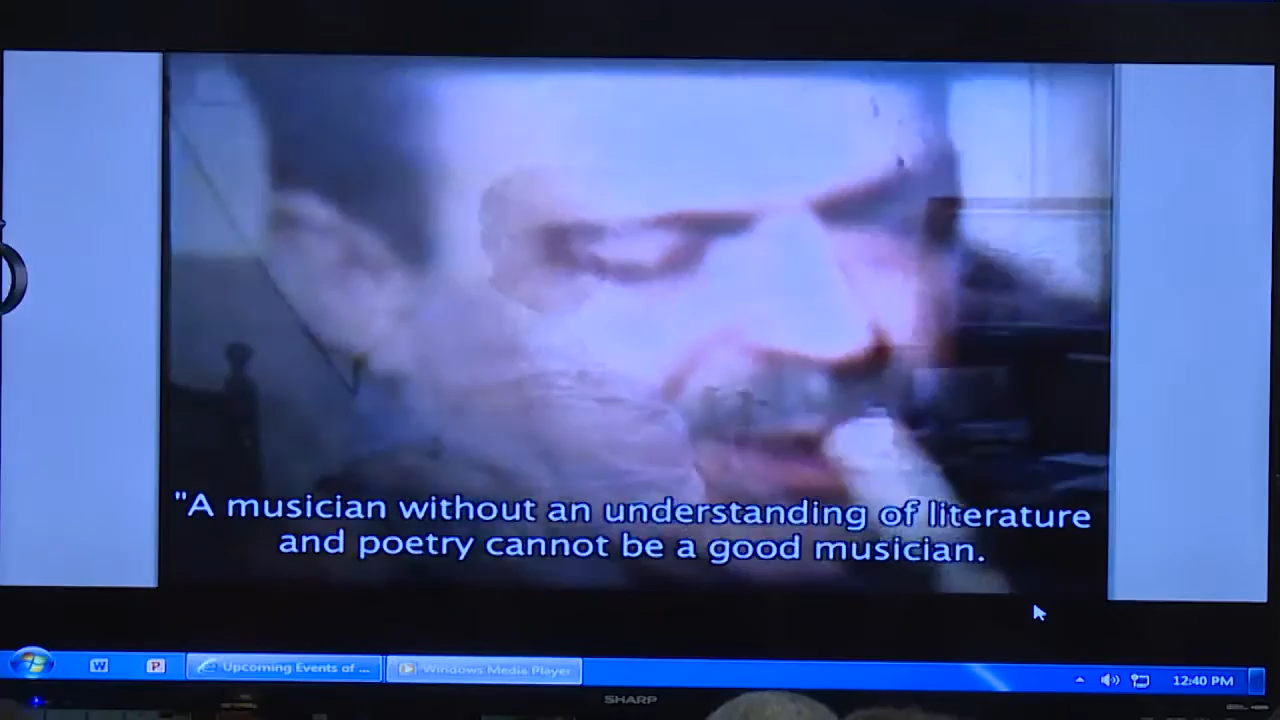 "A musician without an understanding of literature
and poetry cannot be a good musician.
W
P
Upcoming Events of ...
Windows Media Player
12:40 PM
SHARP